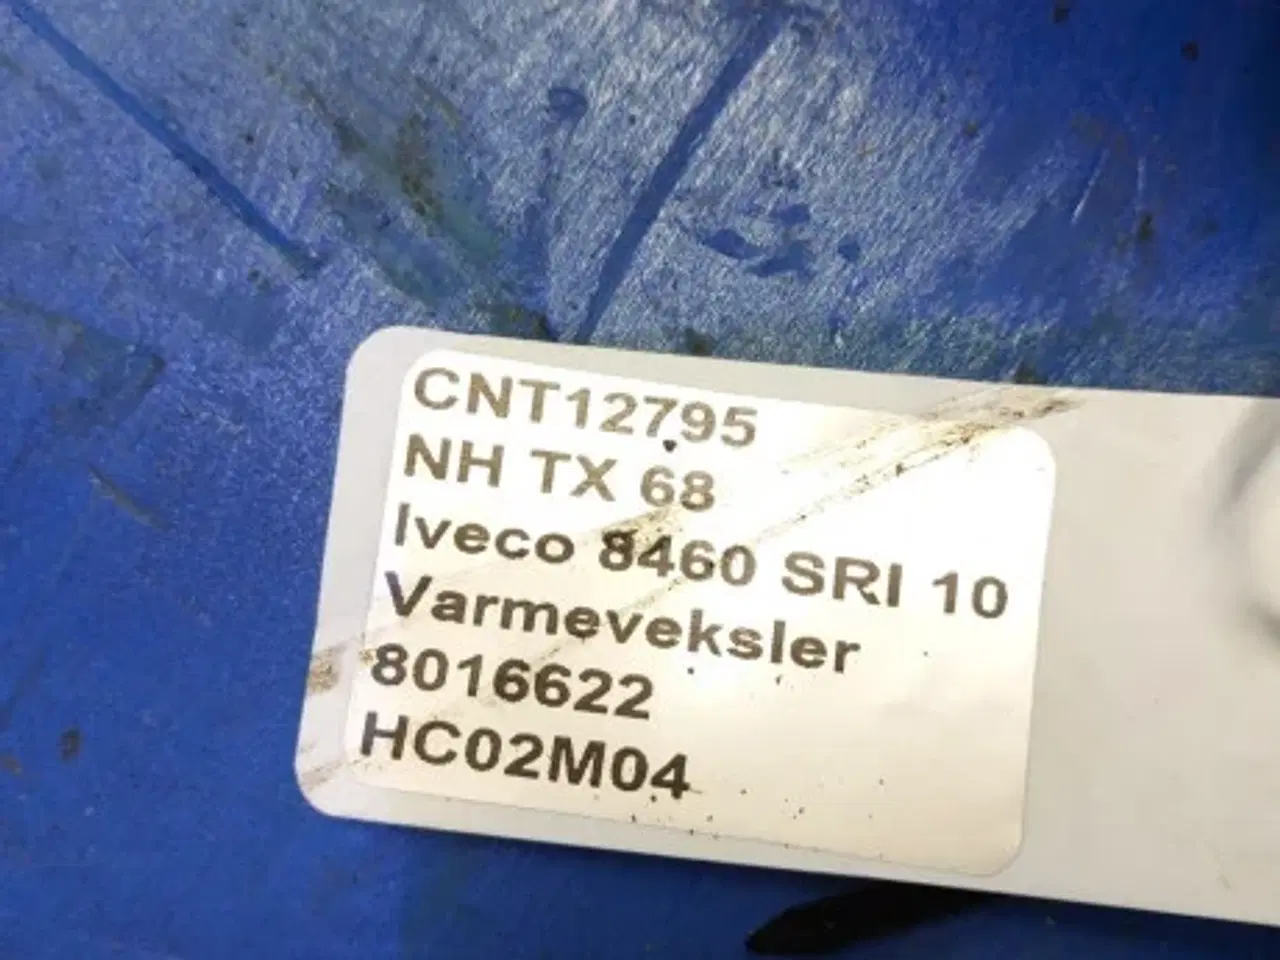 CNT12795
NH TX 68
Iveco 8460 SRI 10
Varmeveksler
8016622
HC02M04